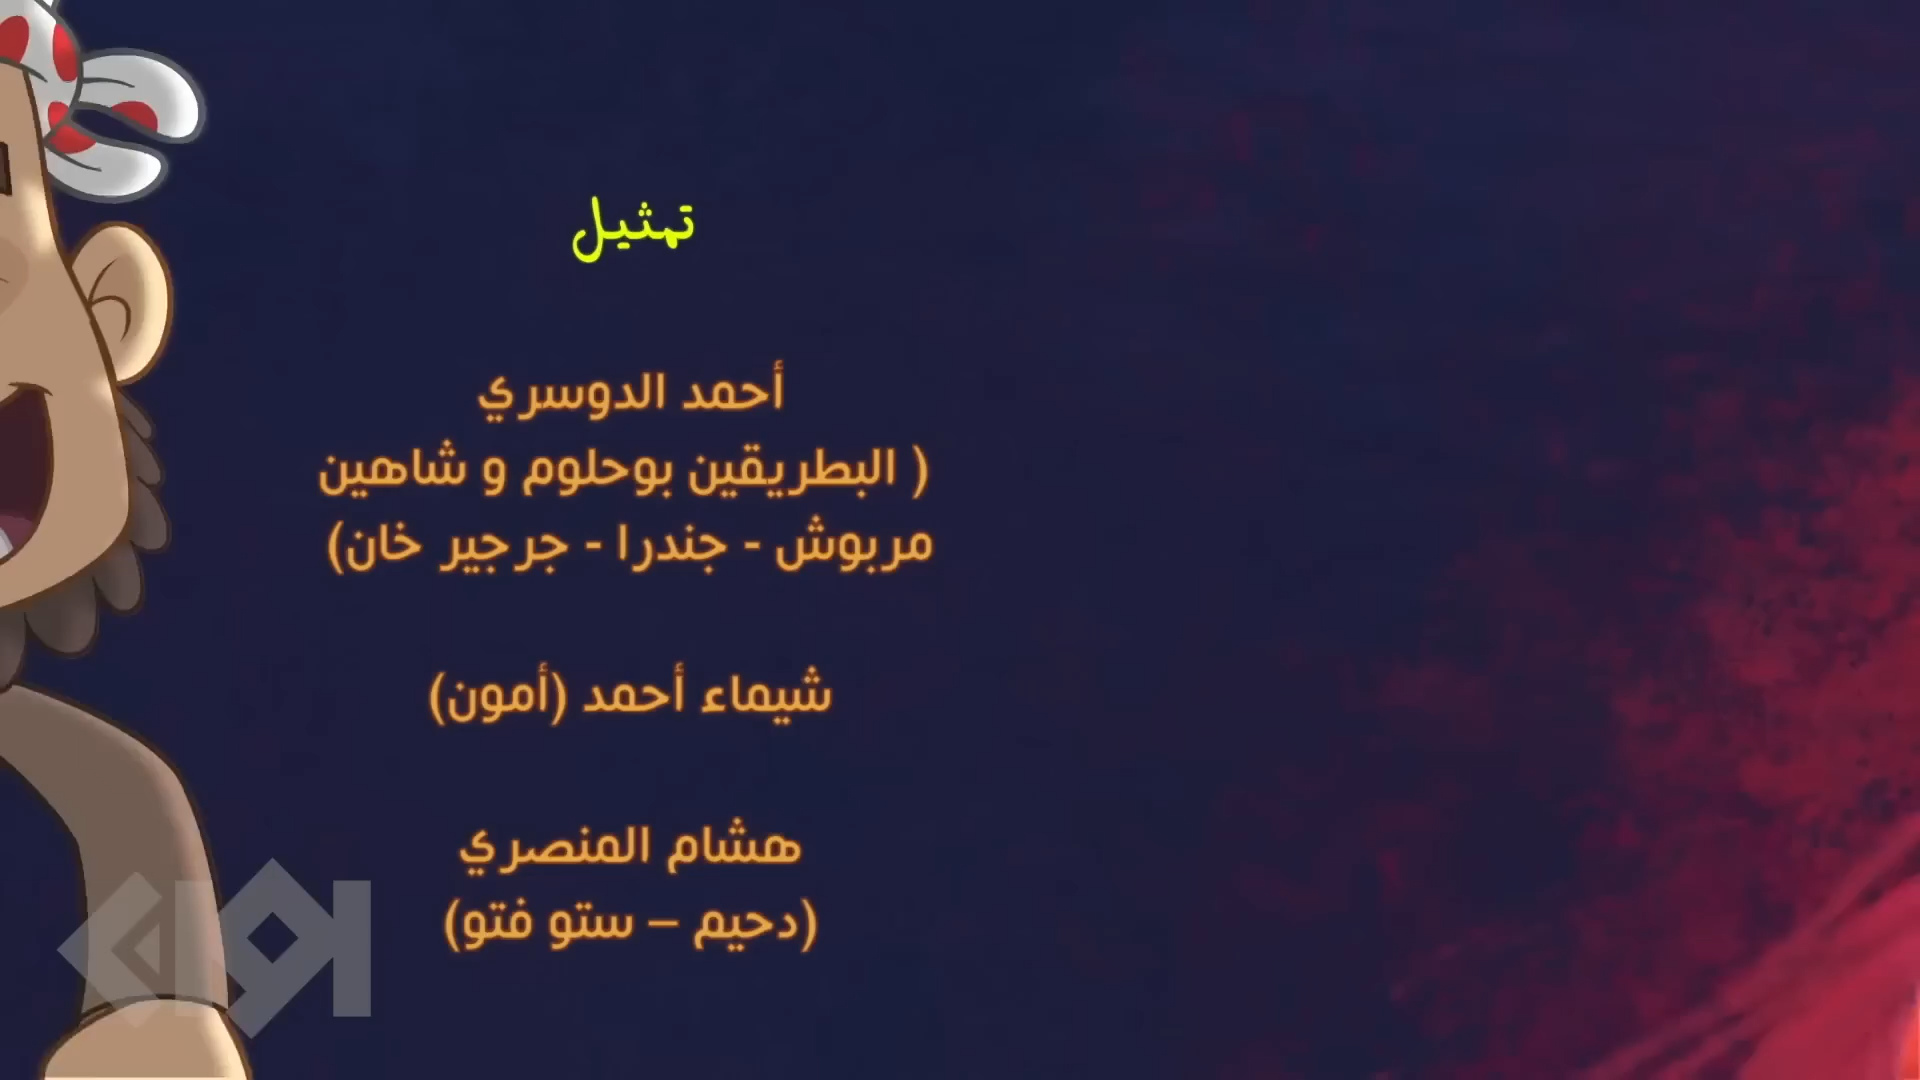 تمثيل
أحمد الدوسري
( البطريقين بوحلوم و شاهين
مربوش - جندرا - جرجير خان)
شيماء أحمد (أمون)
هشام المنصري
(دحيم – ستو فتو)